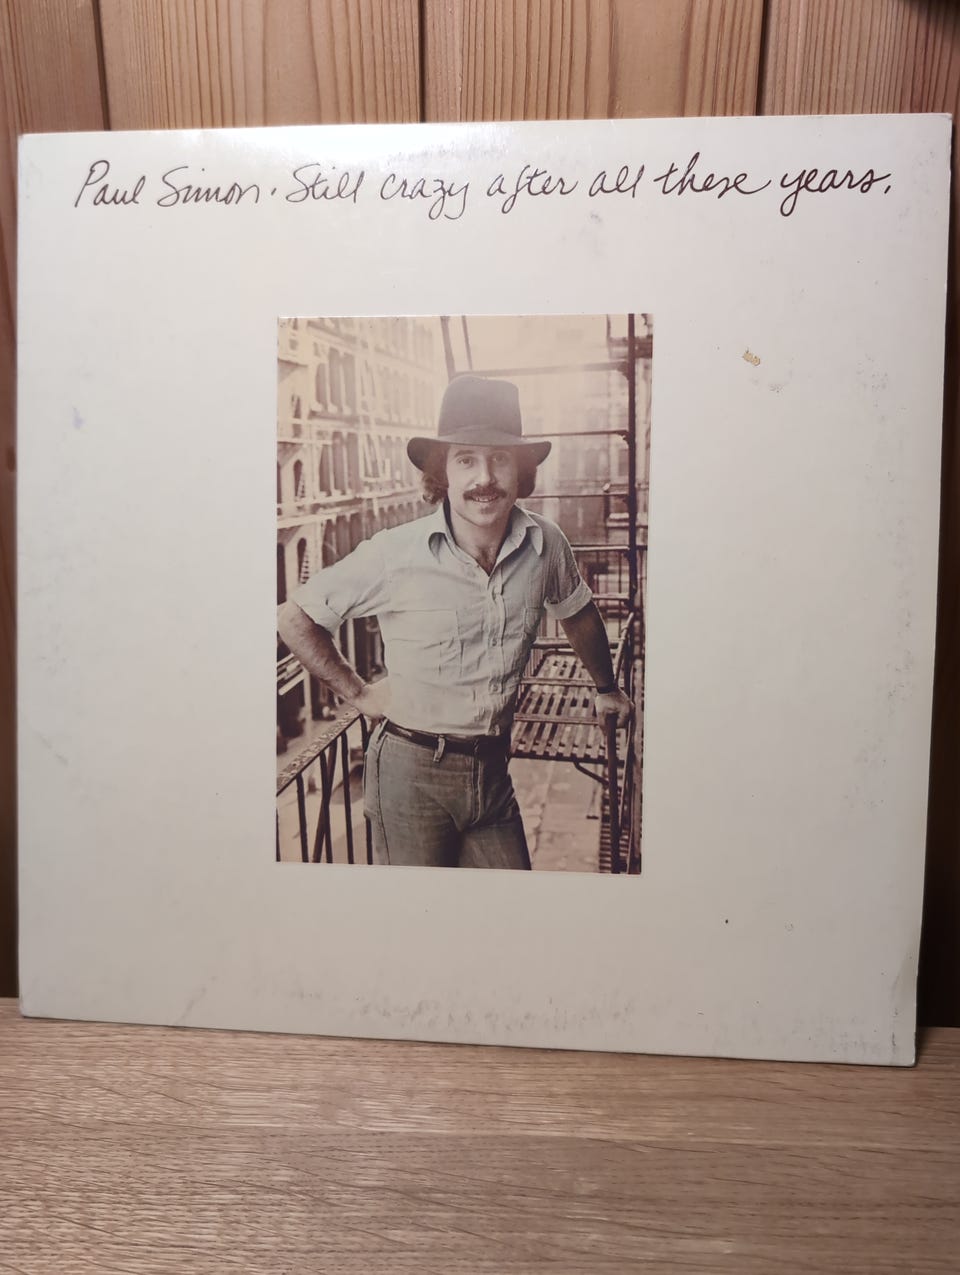 Paul Simon · Still crazy after all these years.